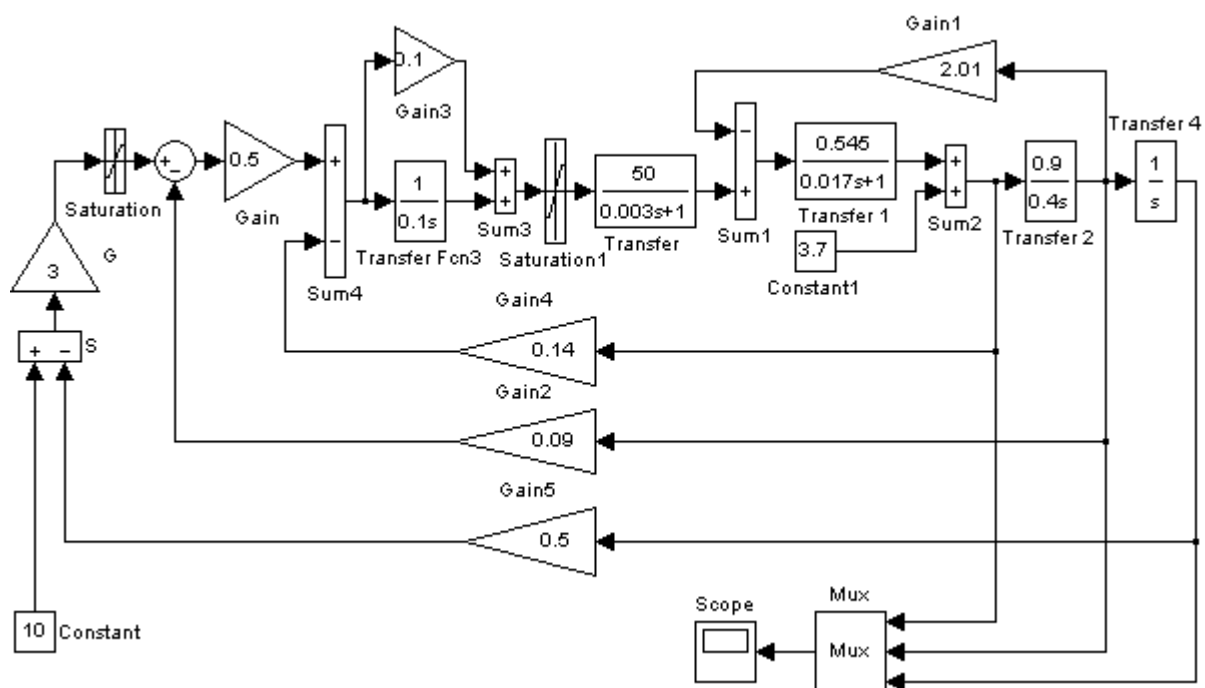 Gain1
2.01
0.1
Gain3
Transfer 4
1
s
0.545
0.017s+1
Transfer 1
0.9
0.4s
Transfer 2
+
−
Saturation
0.5
Gain
+
−
Sum4
1
0.1s
Transfer Fcn3
+
+
Sum3
Saturation1
50
0.003s+1
Transfer
−
+
Sum1
+
+
Sum2
3.7
Constant1
G
3
Gain4
0.14
+ −
S
Gain2
0.09
Gain5
0.5
10
Constant
Scope
Mux
Mux